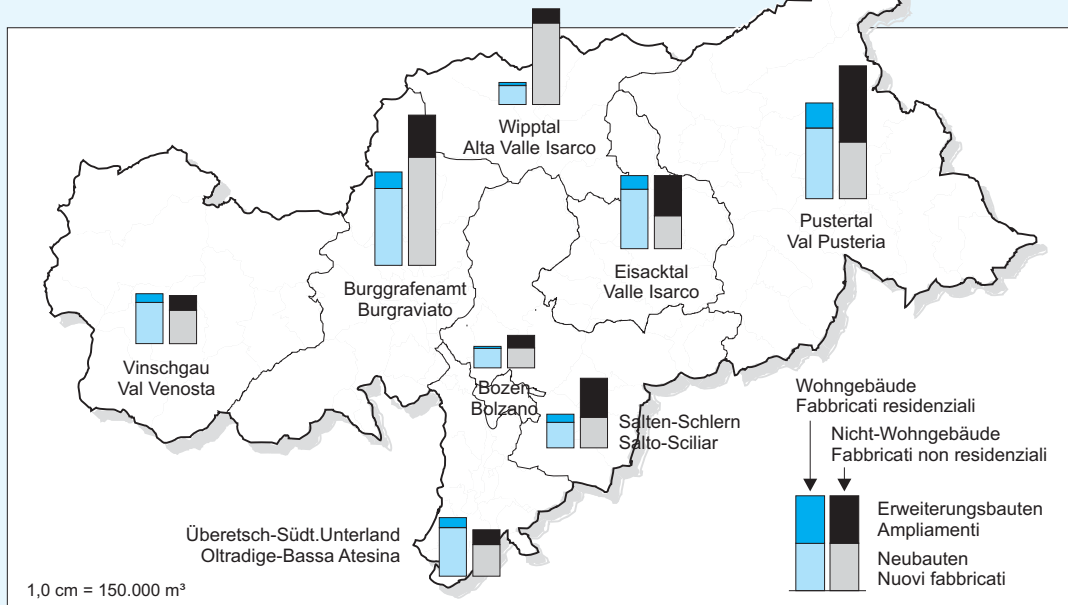 Wipptal
Alta Valle Isarco
Pustertal
Val Pusteria
Burggrafenamt
Burgraviato
Eisacktal
Valle Isarco
Vinschgau
Val Venosta
Bozen
Bolzano
Salten-Schlern
Salto-Sciliar
Überetsch-Südt.Unterland
Oltradige-Bassa Atesina
Wohngebäude
Fabbricati residenziali
Nicht-Wohngebäude
Fabbricati non residenziali
Erweiterungsbauten
Ampliamenti
Neubauten
Nuovi fabbricati
1,0 cm = 150.000 m³